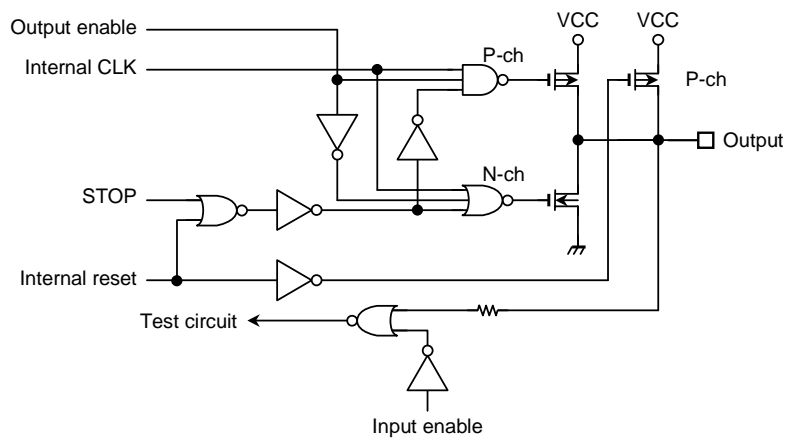 VCC
VCC
Output enable
P-ch
Internal CLK
P-ch
Output
N-ch
STOP
Internal reset
Test circuit
Input enable